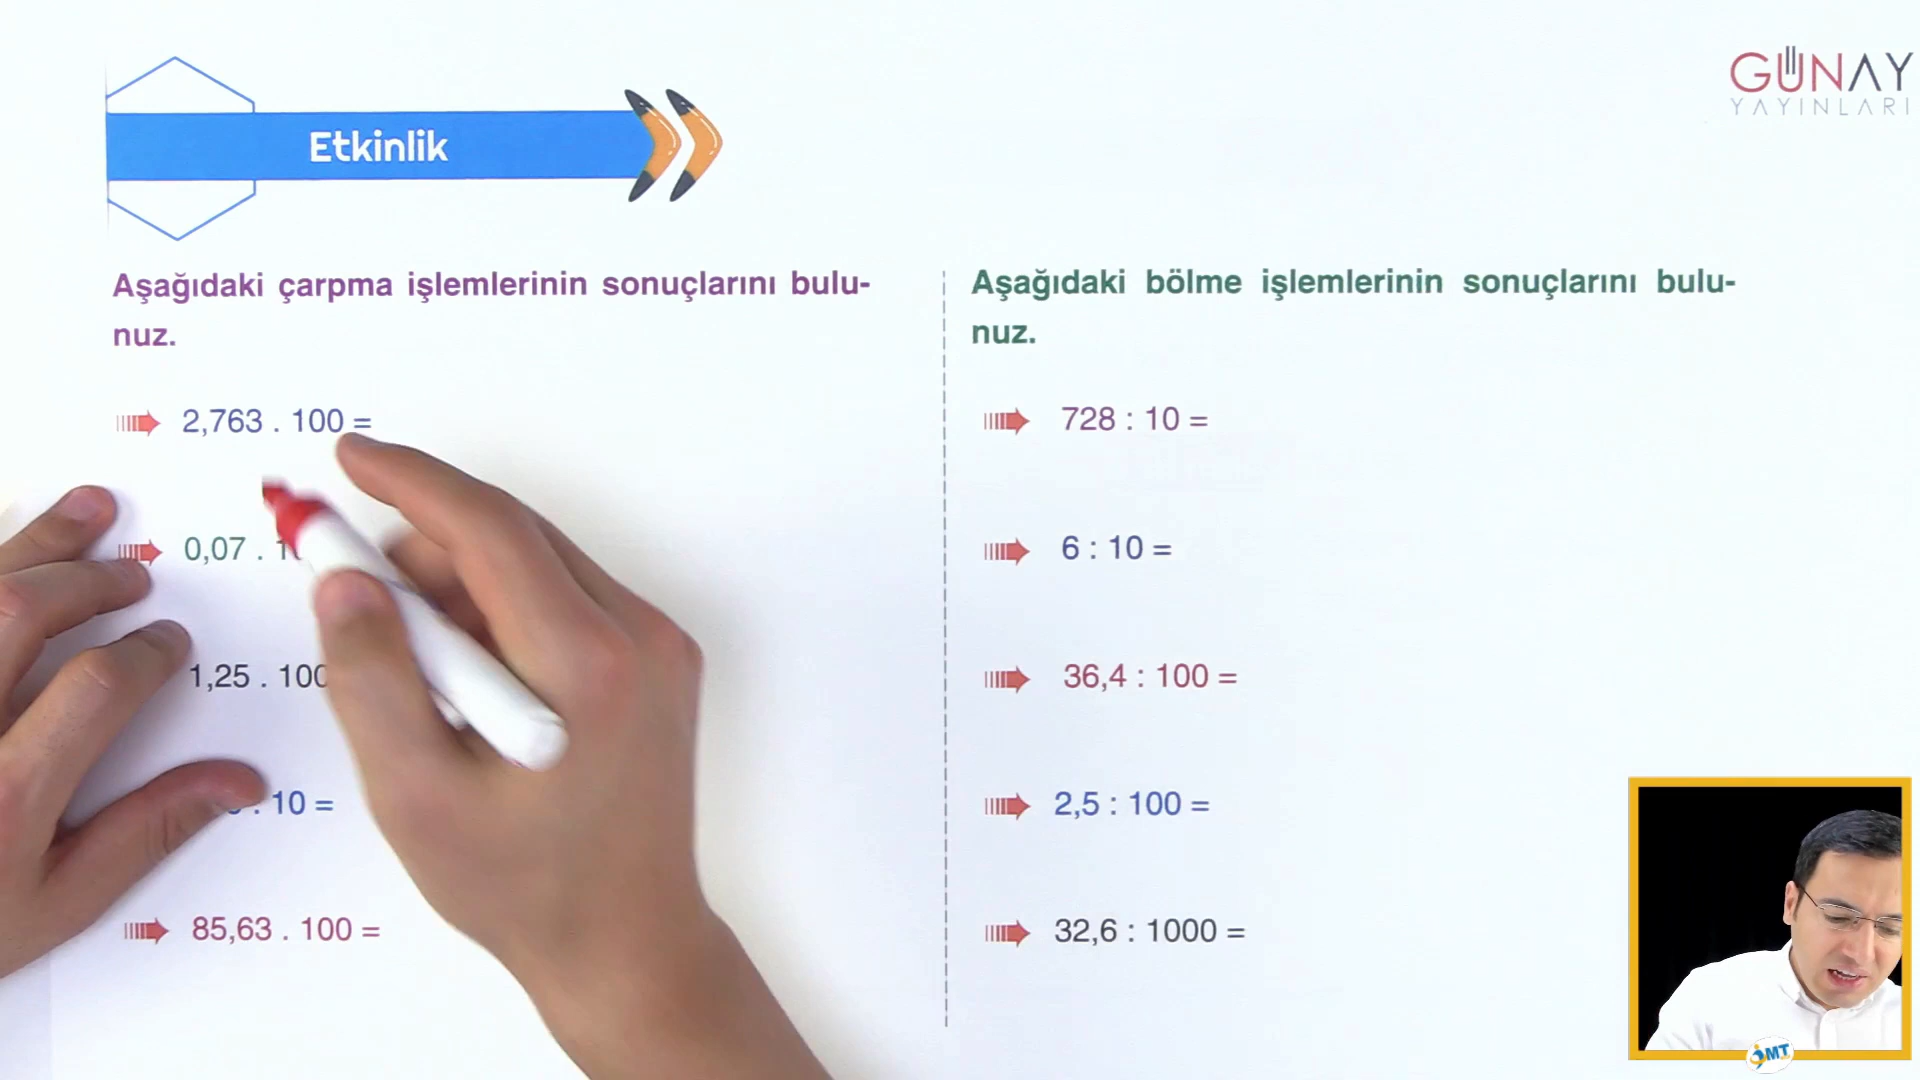 GÜNAY
YAYINLARI
Etkinlik
Aşağıdaki çarpma işlemlerinin sonuçlarını bulu-
nuz.
2,763 . 100 =
0,07 .
1,25 . 100
. 10 =
85,63 . 100 =
Aşağıdaki bölme işlemlerinin sonuçlarını bulu-
nuz.
728 : 10 =
6 : 10 =
36,4 : 100 =
2,5 : 100 =
32,6 : 1000 =
MT